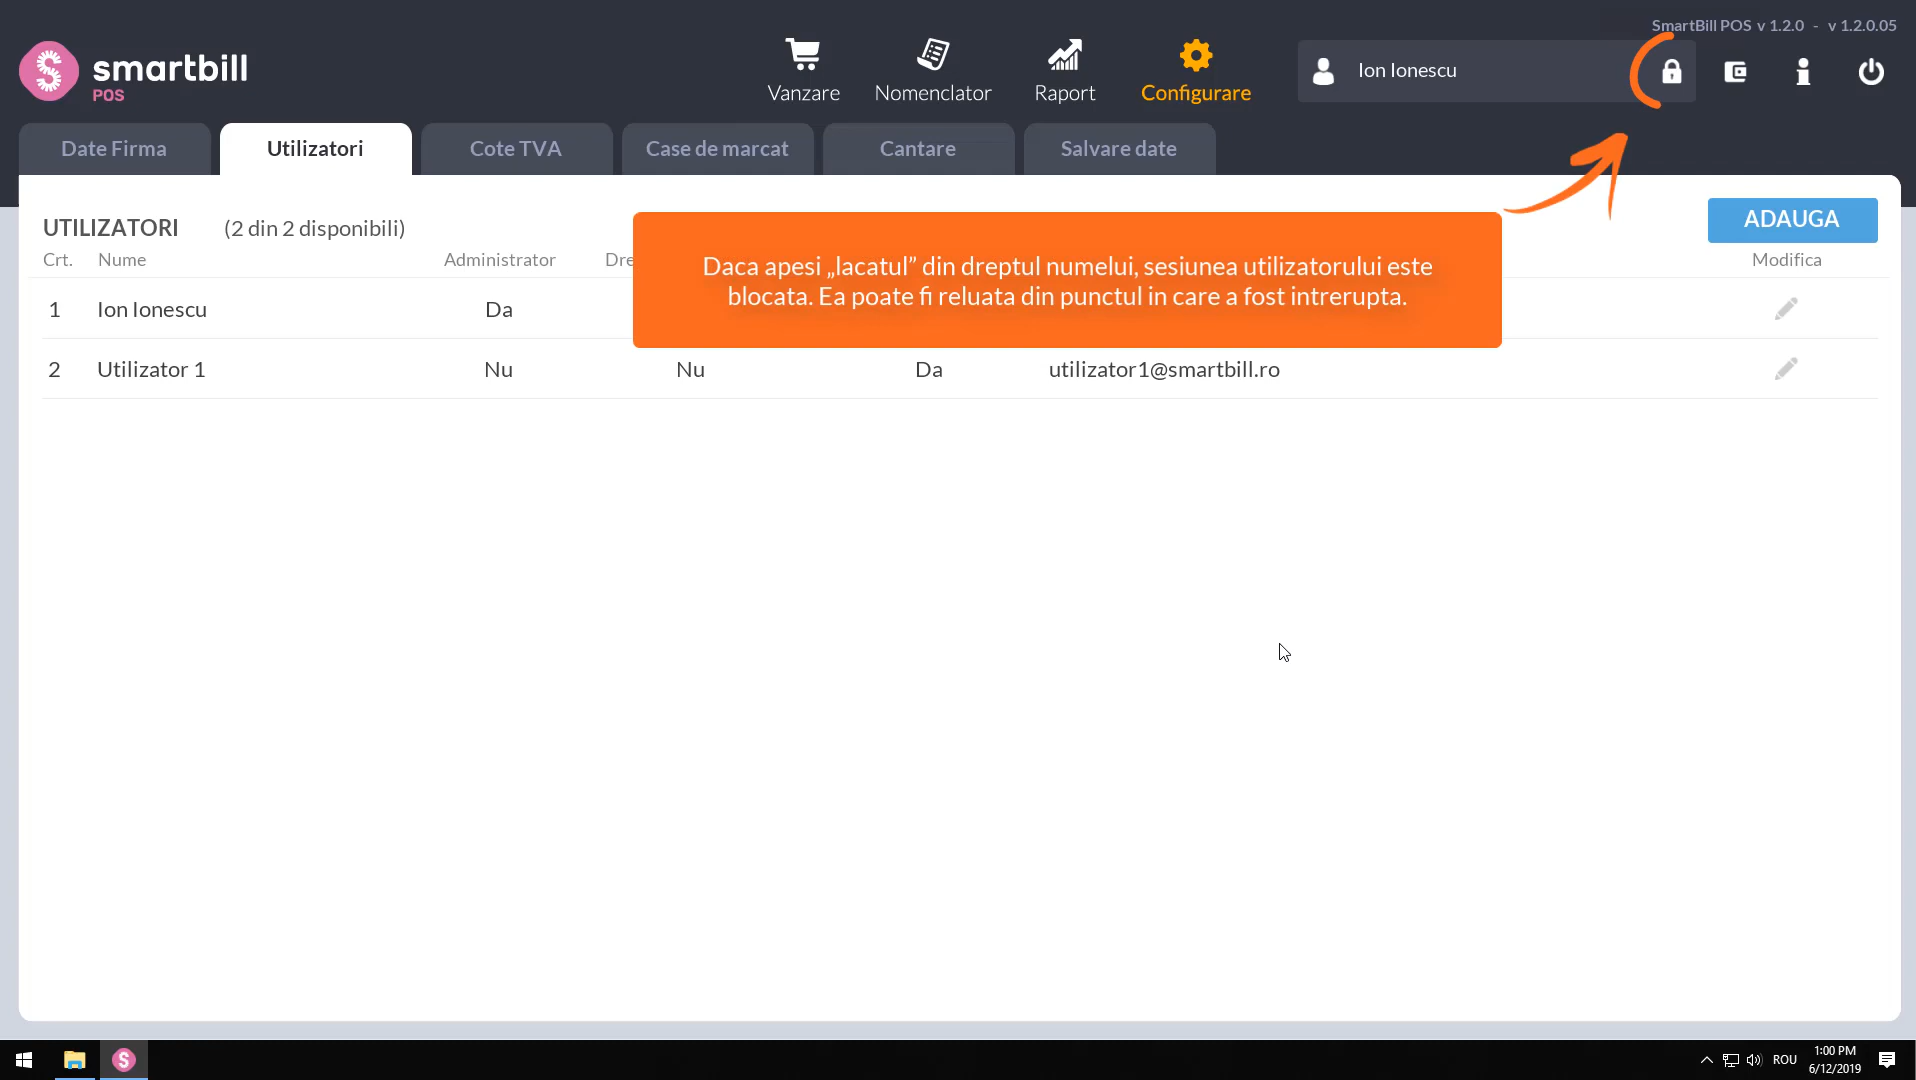 SmartBill POS v 1.2.0 - v 1.2.0.05
smartbill
POS
Vanzare
Nomenclator
Raport
Configurare
Ion Ionescu
Date Firma
Utilizatori
Cote TVA
Case de marcat
Cantare
Salvare date
UTILIZATORI (2 din 2 disponibili)
ADAUGA
Crt. Nume Administrator Dre Modifica
Daca apesi „lacatul” din dreptul numelui, sesiunea utilizatorului este
blocata. Ea poate fi reluata din punctul in care a fost intrerupta.
1 Ion Ionescu Da
2 Utilizator 1 Nu Nu Da utilizator1@smartbill.ro
ROU
1:00 PM
6/12/2019